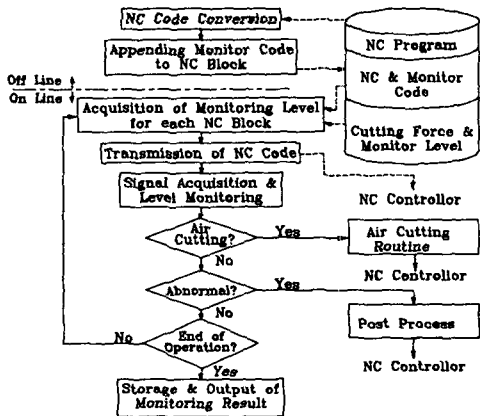 NC Code Conversion
NC Program
Appending Monitor Code
to NC Block
NC & Monitor
Code
Off Line
On Line
Acquisition of Monitoring Level
for each NC Block
Cutting Force &
Monitor Level
Transmission of NC Code
Signal Acquisition &
Level Monitoring
NC Controllor
Air
Cutting?
Yes
Air Cutting
Routine
No
NC Controllor
Abnormal?
Yes
No
Post Process
No
End of
Operation?
Yes
NC Controllor
Storage & Output of
Monitoring Result